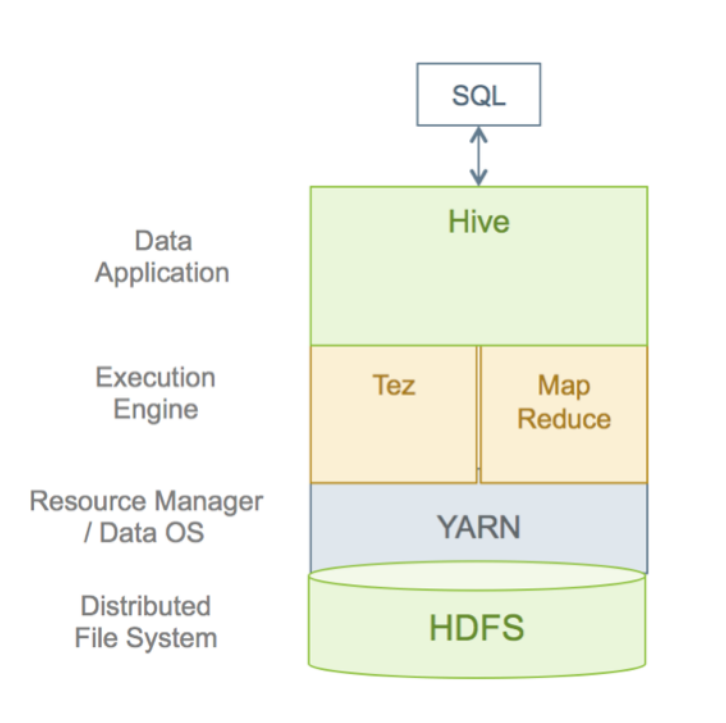 SQL
Hive
Data
Application
Execution
Engine
Tez
Map
Reduce
Resource Manager
/ Data OS
YARN
Distributed
File System
HDFS